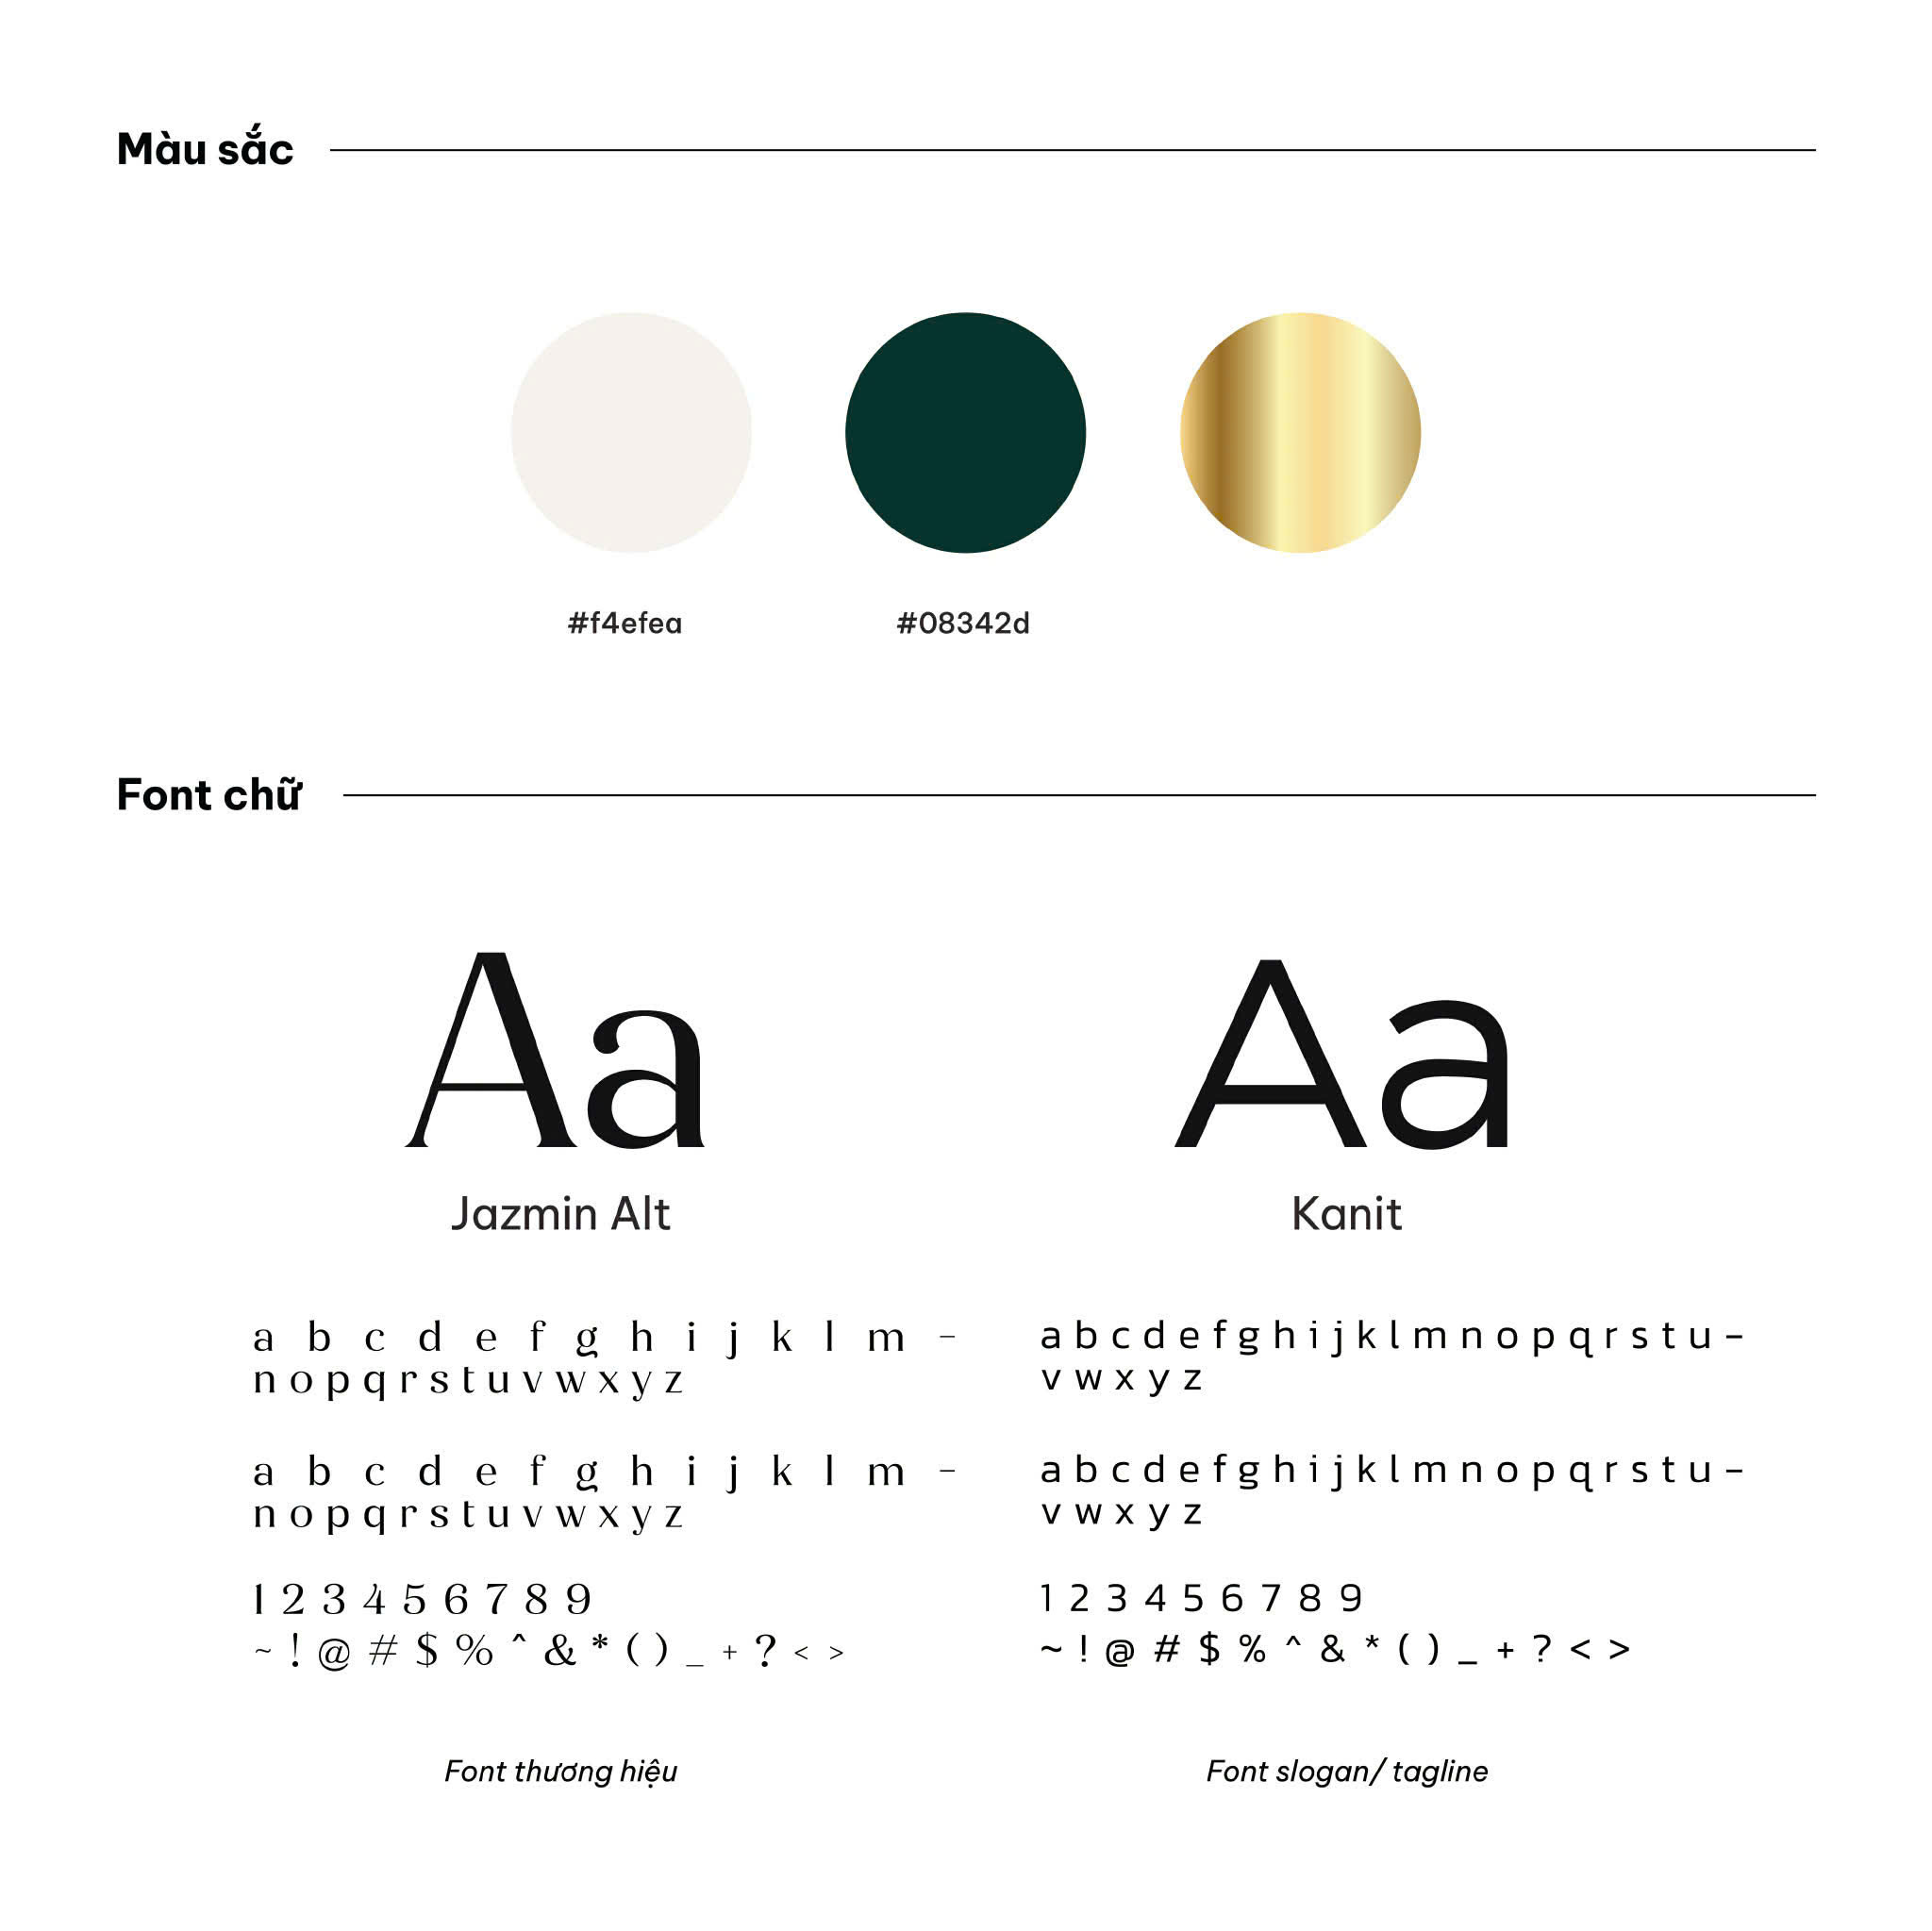 Màu sắc
#f4efea
#08342d
Font chữ
Aa
Aa
Jazmin Alt
Kanit
a b c d e f g h i j k l m -
n o p q r s t u v w x y z
a b c d e f g h i j k l m -
n o p q r s t u v w x y z
1 2 3 4 5 6 7 8 9
~ ! @ # $ % ^ & * ( ) _ + ? < >
a b c d e f g h i j k l m n o p q r s t u -
v w x y z
a b c d e f g h i j k l m n o p q r s t u -
v w x y z
1 2 3 4 5 6 7 8 9
~ ! @ # $ % ^ & * ( ) _ + ? < >
Font thương hiệu
Font slogan/ tagline